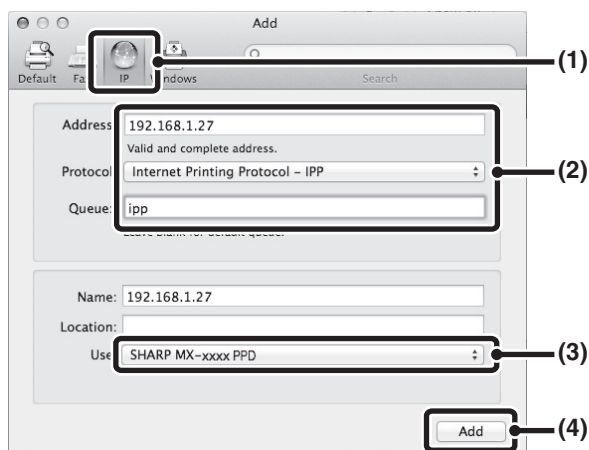 Add
(1)
Default Fa IP ndows Search
Address 192.168.1.27
Valid and complete address.
(2)
Protocol Internet Printing Protocol – IPP
Queue: ipp
Leave blank for default queue.
Name: 192.168.1.27
Location:
Use SHARP MX-xxxx PPD
(3)
Add
(4)